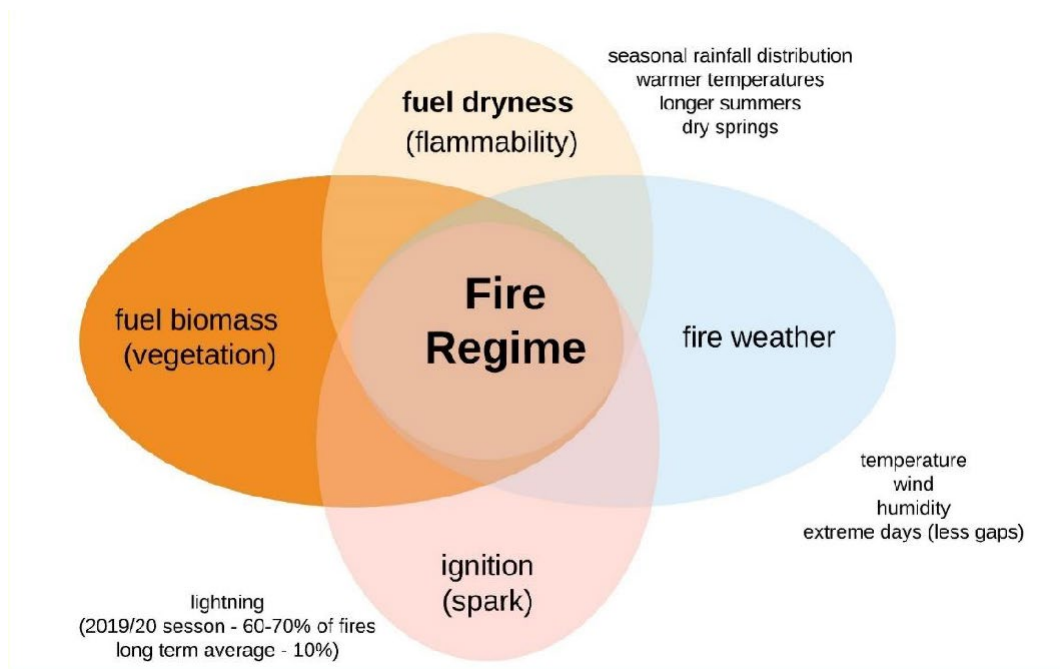 seasonal rainfall distribution
warmer temperatures
longer summers
dry springs
fuel dryness
(flammability)
fuel biomass
(vegetation)
Fire
Regime
fire weather
temperature
wind
humidity
extreme days (less gaps)
ignition
(spark)
lightning
(2019/20 sesson - 60-70% of fires
long term average - 10%)